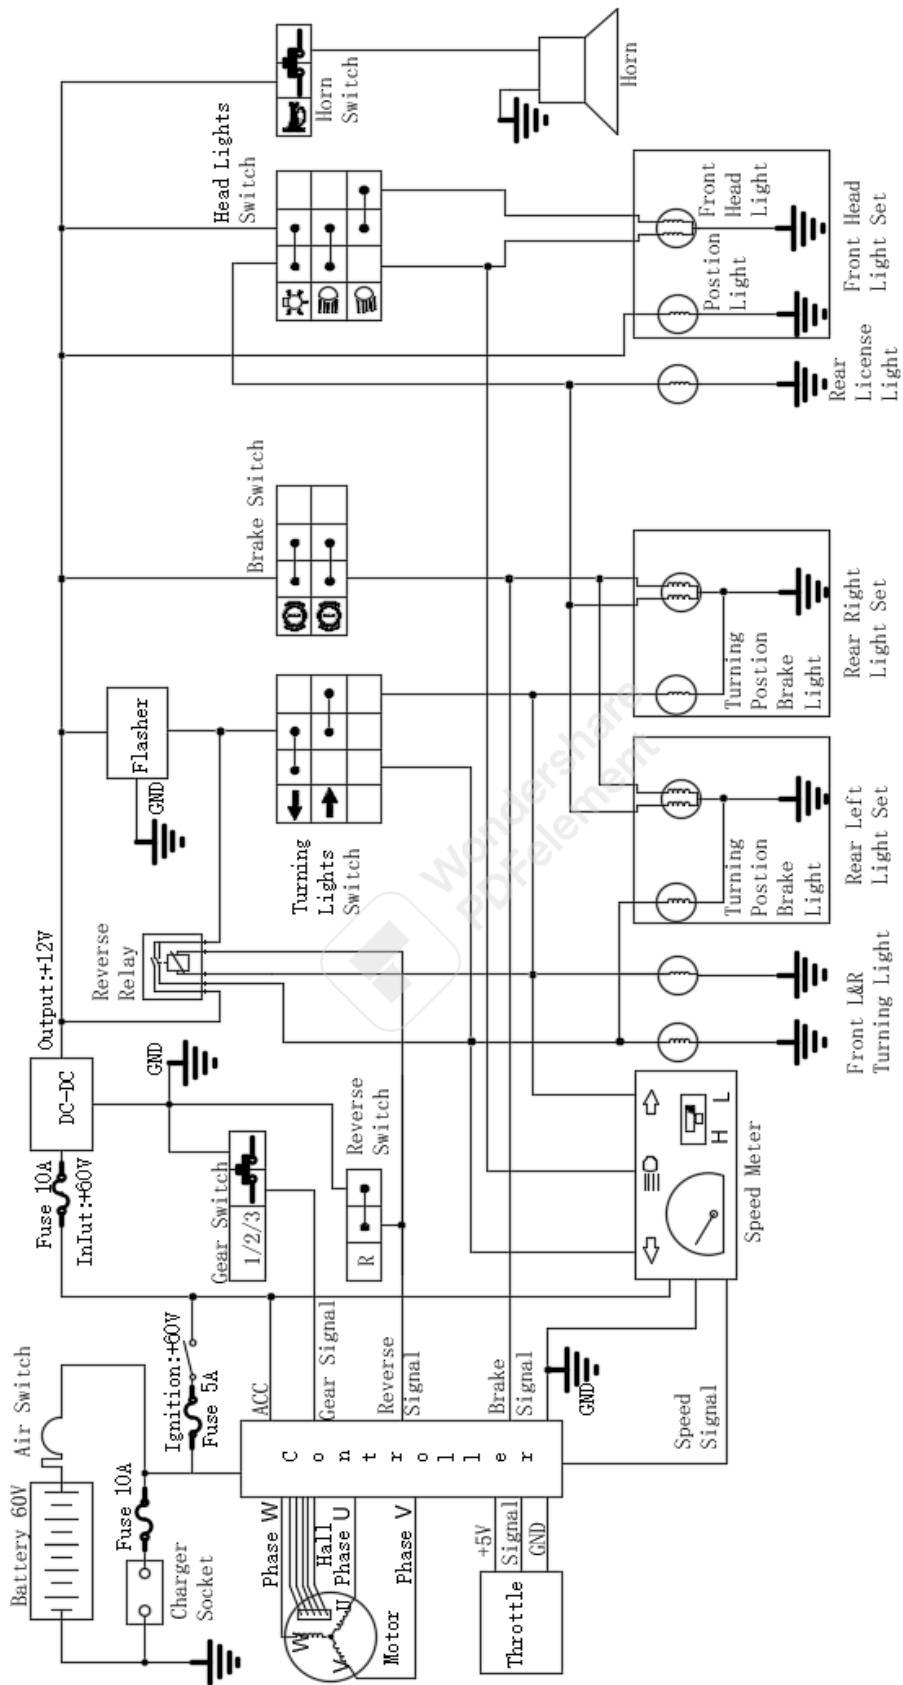 Battery 60V
Air Switch
Fuse 10A
Charger
Socket
Ignition:+60V
Fuse 5A
Fuse 10A
InIut:+60V
DC-DC
Output:+12V
GND
Gear Switch
1/2/3
Reverse
Switch
R
Reverse
Relay
Flasher
GND
Turning
Lights
Switch
Brake Switch
Head Lights
Switch
Horn
Switch
Horn
ACC
Gear Signal
Reverse
Signal
Brake
Signal
GND
Speed
Signal
Controller
Phase W
Hall
Phase U
Phase V
W
U
V
Motor
+5V
Signal
GND
Throttle
H L
Speed Meter
Front L&R
Turning Light
Turning
Postion
Brake
Light
Rear Left
Light Set
Turning
Postion
Brake
Light
Rear Right
Light Set
Rear
License
Light
Postion
Light
Front
Head
Light
Front Head
Light Set
Wondershare
PDFelement